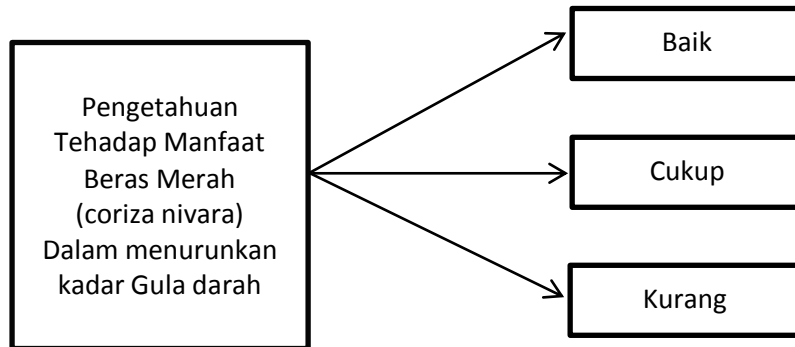 Pengetahuan
Tehadap Manfaat
Beras Merah
(coriza nivara)
Dalam menurunkan
kadar Gula darah
Baik
Cukup
Kurang